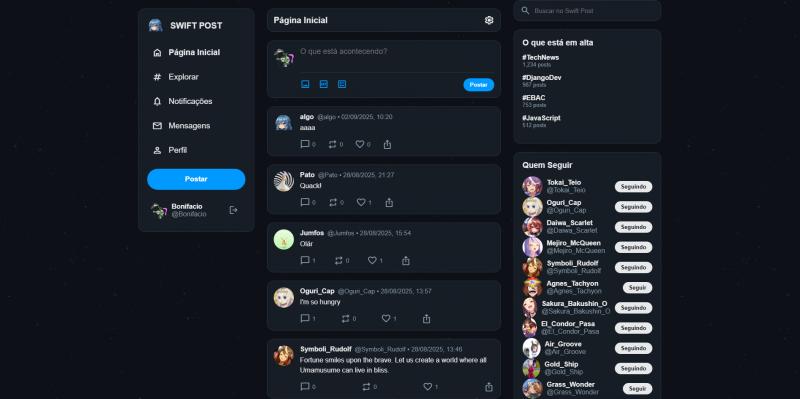 SWIFT POST
Página Inicial
Explorar
Notificações
Mensagens
Perfil
Postar
Bonifacio
@Bonifacio
Página Inicial
O que está acontecendo?
Postar
algo @algo • 02/09/2025, 10:20
aaaa
0 0 0
Pato @Pato • 28/08/2025, 21:27
Quack!
0 0 1
Jumfos @Jumfos • 28/08/2025, 15:54
Olár
1 0 1
Oguri_Cap @Oguri_Cap • 28/08/2025, 13:57
I'm so hungry
1 0 1
Symboli_Rudolf @Symboli_Rudolf • 28/08/2025, 13:46
Fortune smiles upon the brave. Let us create a world where all
Umamusume can live in bliss.
0 0 1
Buscar no Swift Post
O que está em alta
#TechNews
1,234 posts
#DjangoDev
987 posts
#EBAC
753 posts
#JavaScript
512 posts
Quem Seguir
Tokai_Teio
@Tokai_Teio
Seguindo
Oguri_Cap
@Oguri_Cap
Seguindo
Daiwa_Scarlet
@Daiwa_Scarlet
Seguindo
Mejiro_McQueen
@Mejiro_McQueen
Seguindo
Symboli_Rudolf
@Symboli_Rudolf
Seguindo
Agnes_Tachyon
@Agnes_Tachyon
Seguir
Sakura_Bakushin_O
@Sakura_Bakushin_O
Seguindo
El_Condor_Pasa
@El_Condor_Pasa
Seguindo
Air_Groove
@Air_Groove
Seguindo
Gold_Ship
@Gold_Ship
Seguindo
Grass_Wonder
@Grass_Wonder
Seguir